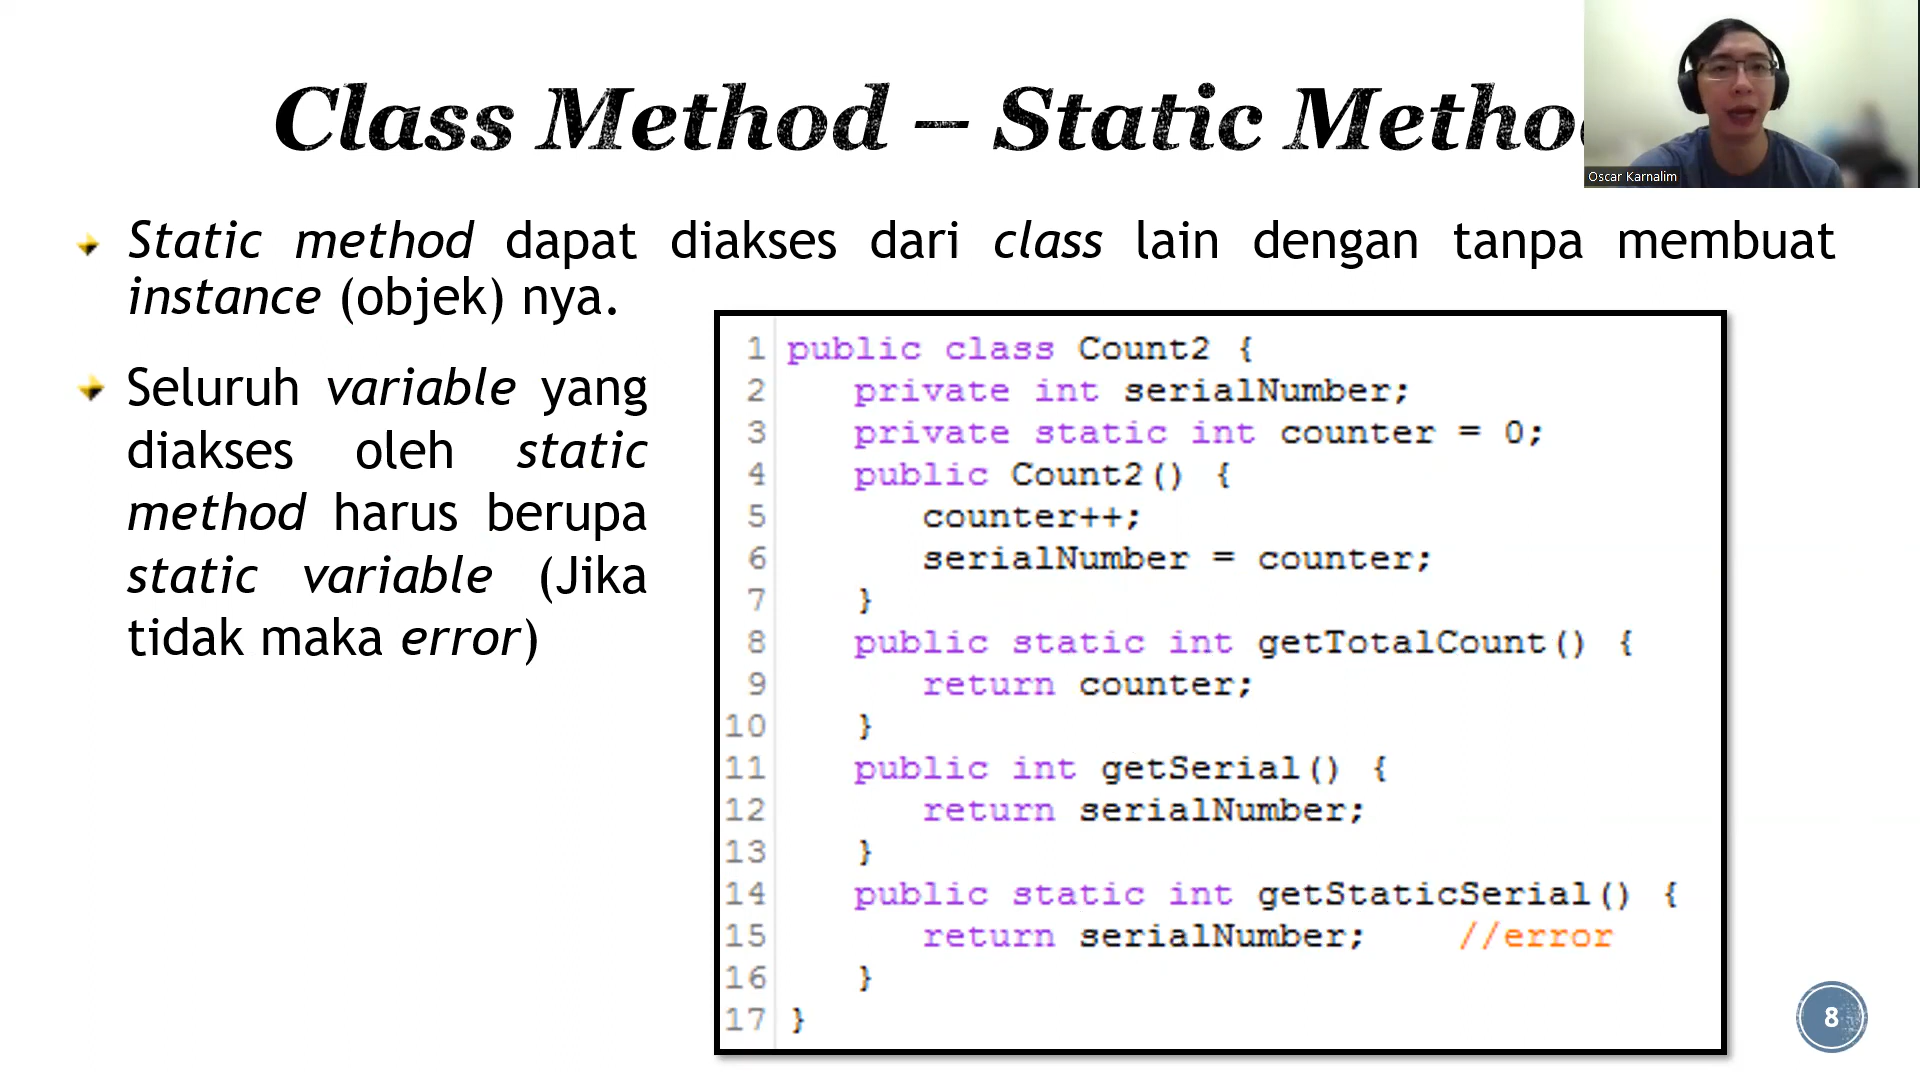 Class Method – Static Metho
Oscar Karnalim
Static method dapat diakses dari class lain dengan tanpa membuat
instance (objek) nya.
Seluruh variable yang
diakses oleh static
method harus berupa
static variable (Jika
tidak maka error)
1 public class Count2 {
2 private int serialNumber;
3 private static int counter = 0;
4 public Count2() {
5 counter++;
6 serialNumber = counter;
7 }
8 public static int getTotalCount() {
9 return counter;
10 }
11 public int getSerial() {
12 return serialNumber;
13 }
14 public static int getStaticSerial() {
15 return serialNumber; //error
16 }
17 }
8